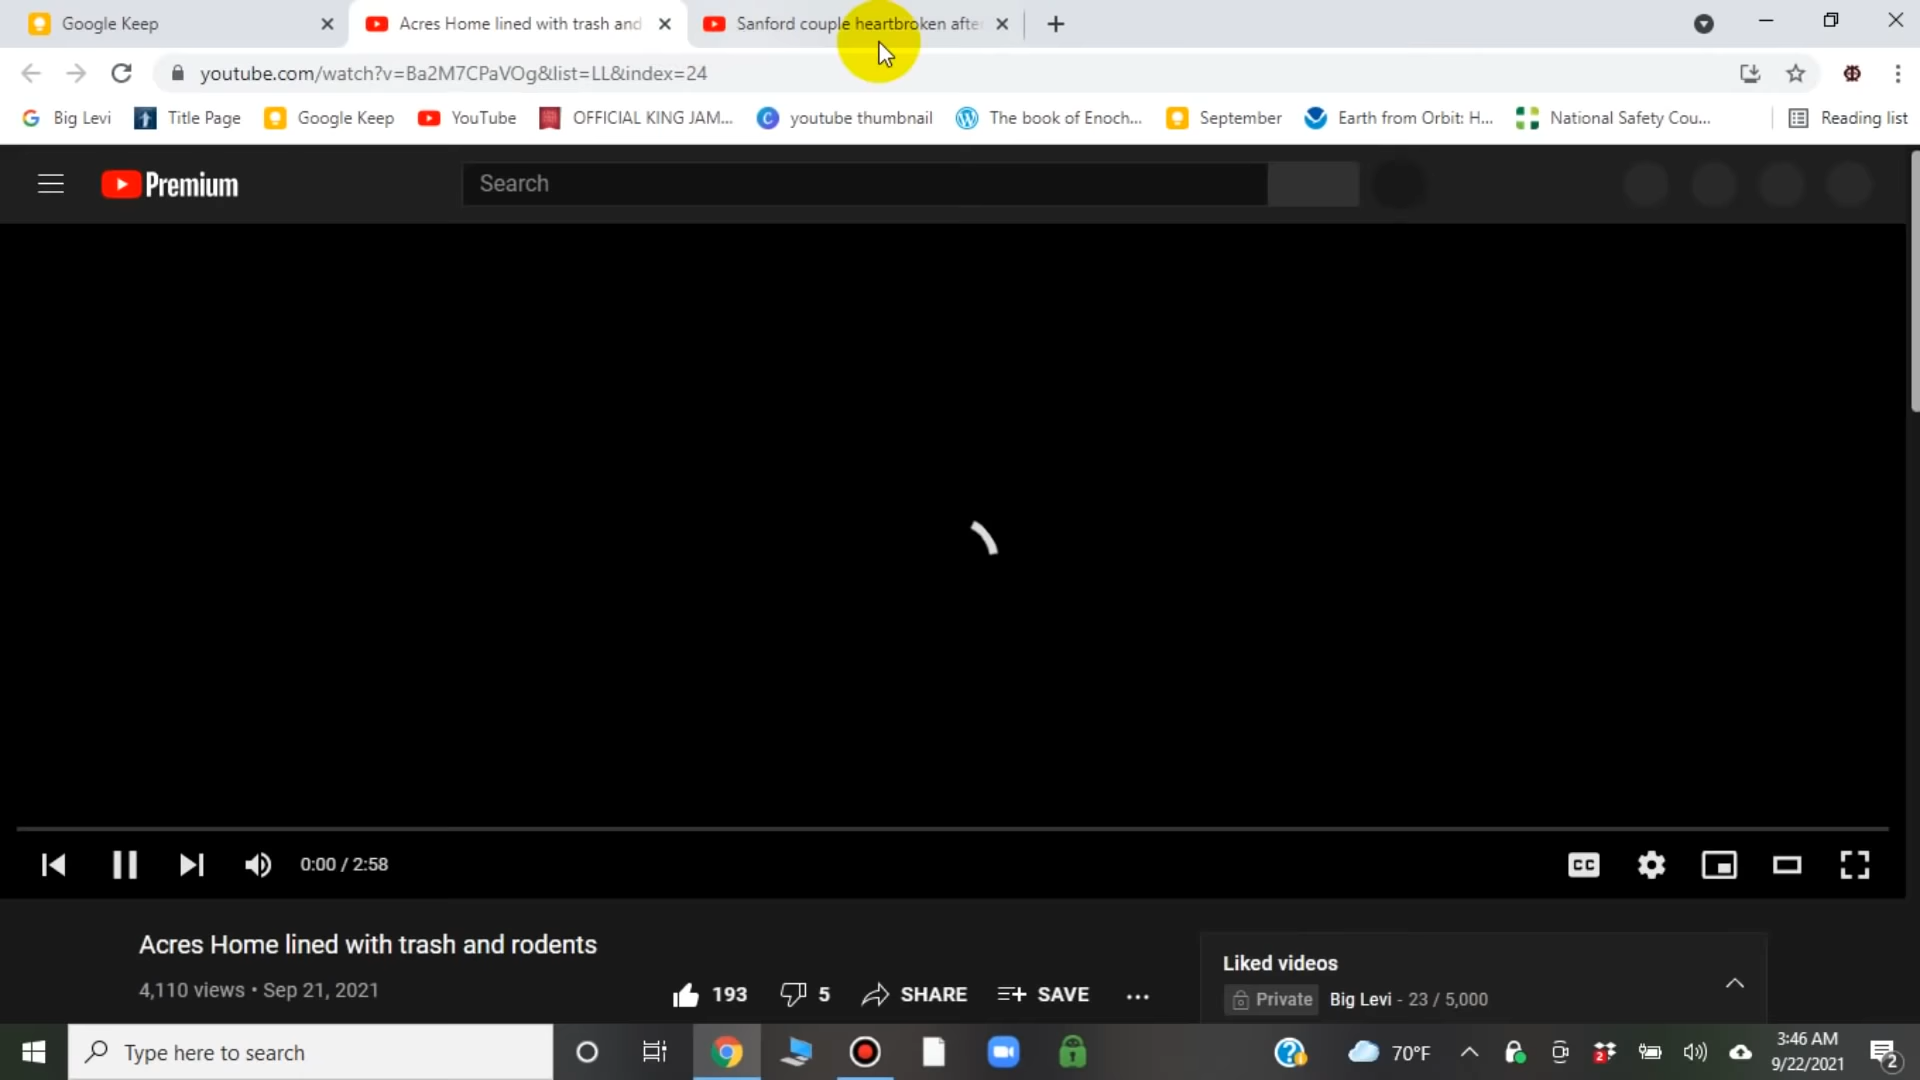 Google Keep
Acres Home lined with trash and
Sanford couple heartbroken afte
youtube.com/watch?v=Ba2M7CPaVOg&list=LL&index=24
Big Levi
Title Page
Google Keep
YouTube
OFFICIAL KING JAM...
youtube thumbnail
The book of Enoch...
September
Earth from Orbit: H...
National Safety Cou...
Reading list
Premium
Search
0:00 / 2:58
CC
Acres Home lined with trash and rodents
4,110 views • Sep 21, 2021
193
5
SHARE
SAVE
Liked videos
Private
Big Levi - 23 / 5,000
Type here to search
70°F
3:46 AM
9/22/2021
2
2